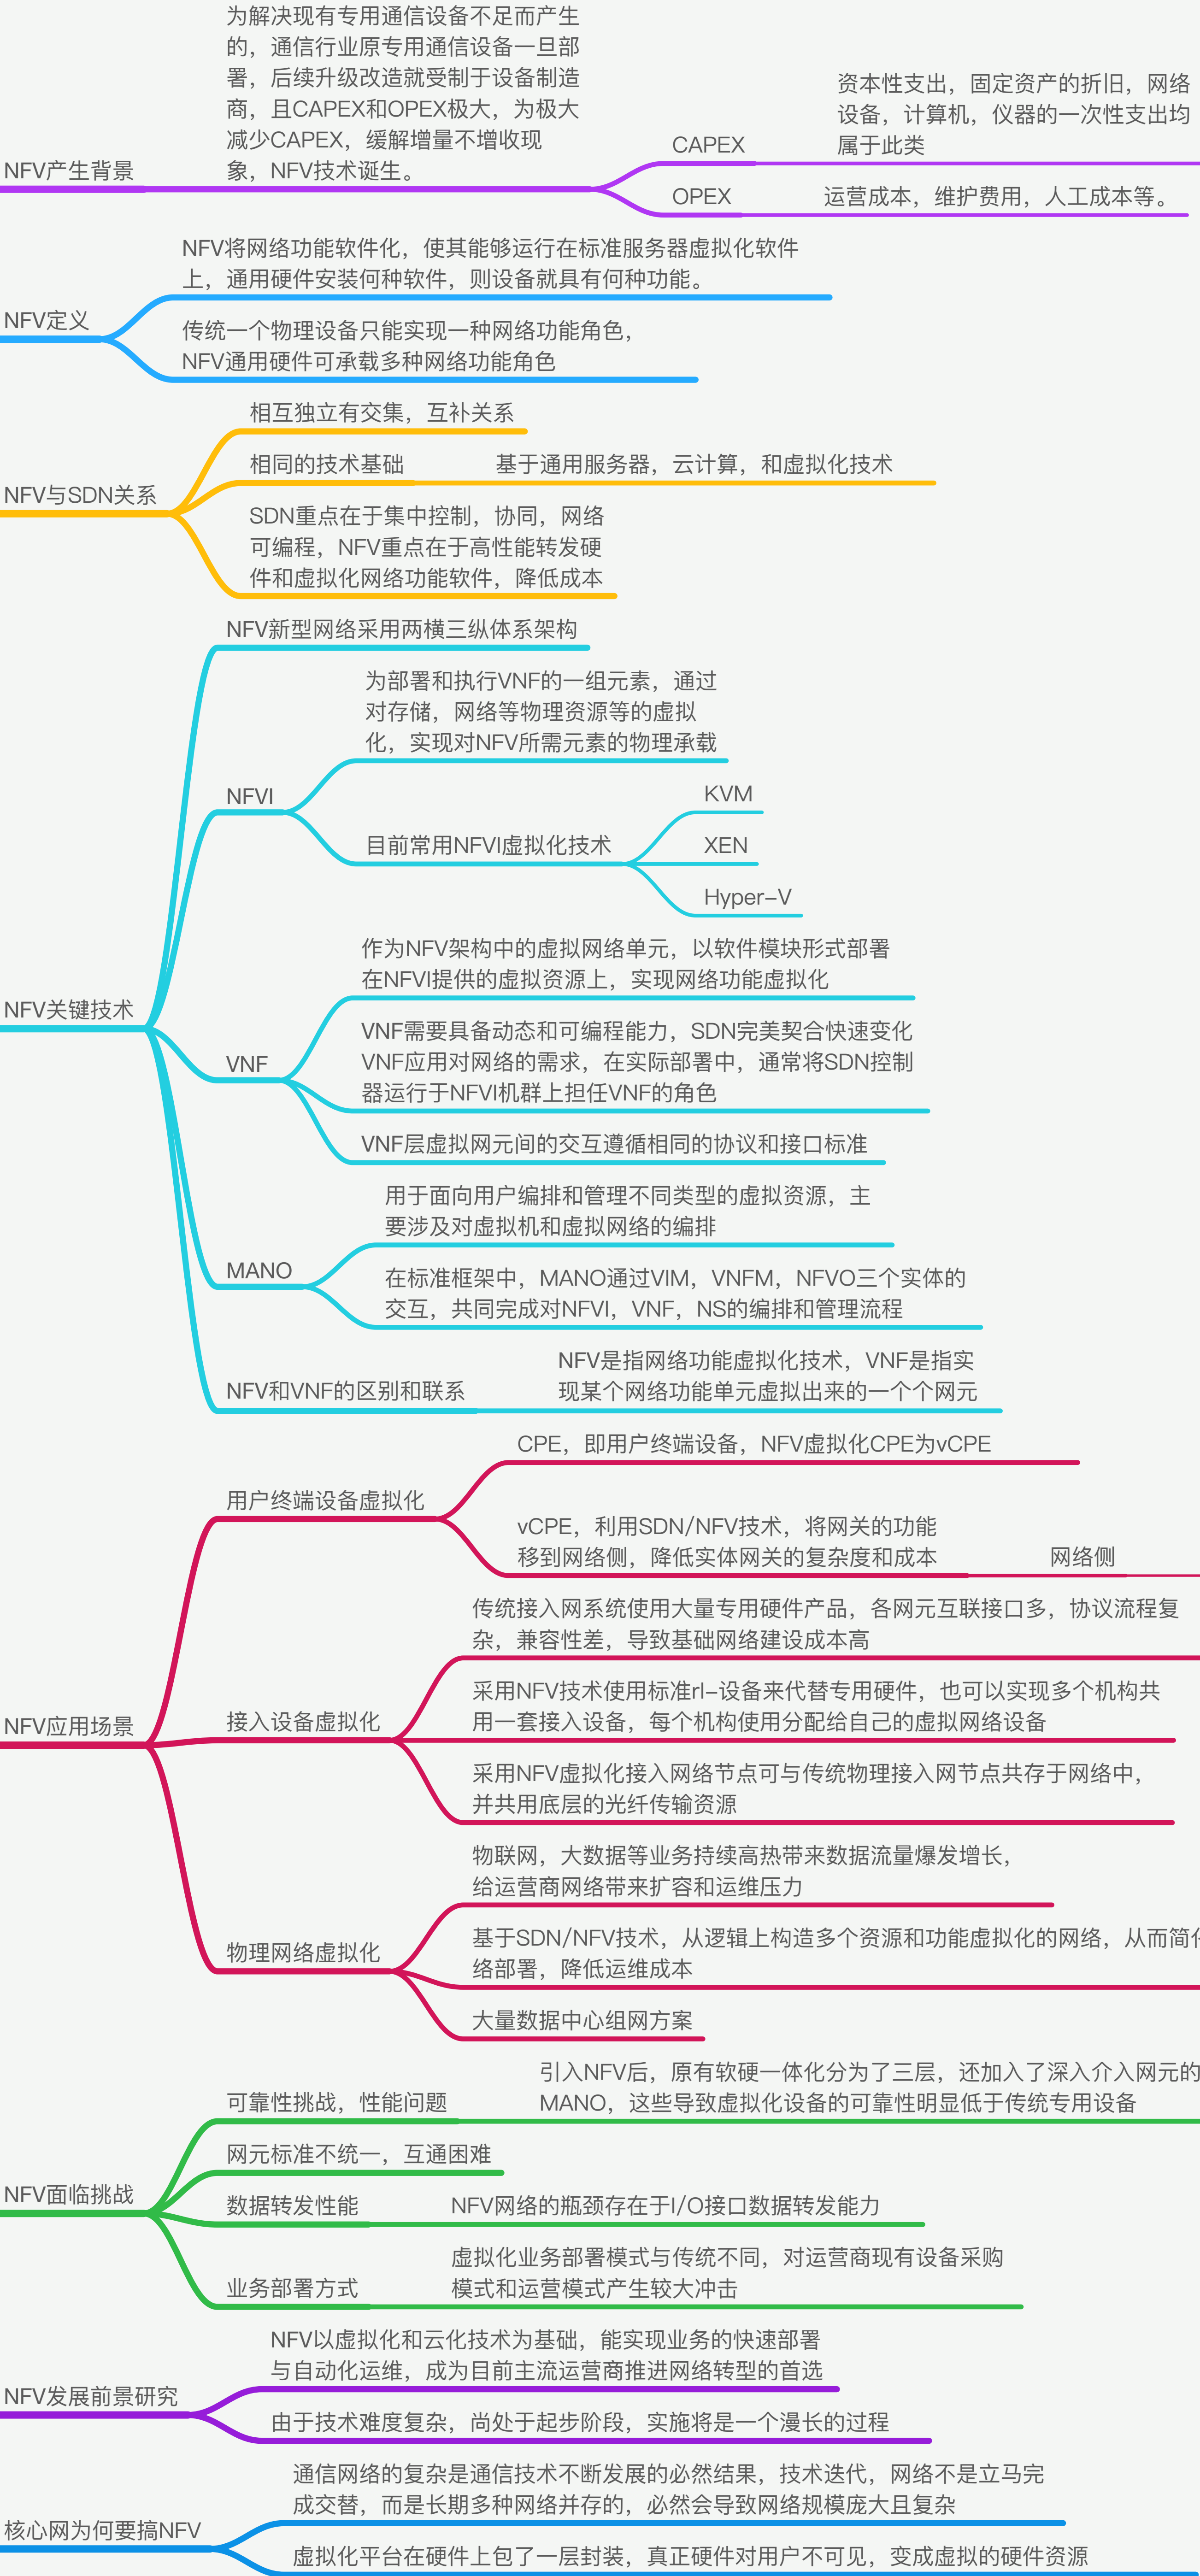 NFV产生背景
为解决现有专用通信设备不足而产生
的，通信行业原专用通信设备一旦部
署，后续升级改造就受制于设备制造
商，且CAPEX和OPEX极大，为极大
减少CAPEX，缓解增量不增收现
象，NFV技术诞生。
CAPEX
资本性支出，固定资产的折旧，网络
设备，计算机，仪器的一次性支出均
属于此类
OPEX
运营成本，维护费用，人工成本等。
NFV定义
NFV将网络功能软件化，使其能够运行在标准服务器虚拟化软件
上，通用硬件安装何种软件，则设备就具有何种功能。
传统一个物理设备只能实现一种网络功能角色，
NFV通用硬件可承载多种网络功能角色
NFV与SDN关系
相互独立有交集，互补关系
相同的技术基础
基于通用服务器，云计算，和虚拟化技术
SDN重点在于集中控制，协同，网络
可编程，NFV重点在于高性能转发硬
件和虚拟化网络功能软件，降低成本
NFV关键技术
NFV新型网络采用两横三纵体系架构
NFVI
为部署和执行VNF的一组元素，通过
对存储，网络等物理资源等的虚拟
化，实现对NFV所需元素的物理承载
目前常用NFVI虚拟化技术
KVM
XEN
Hyper-V
VNF
作为NFV架构中的虚拟网络单元，以软件模块形式部署
在NFVI提供的虚拟资源上，实现网络功能虚拟化
VNF需要具备动态和可编程能力，SDN完美契合快速变化
VNF应用对网络的需求，在实际部署中，通常将SDN控制
器运行于NFVI机群上担任VNF的角色
VNF层虚拟网元间的交互遵循相同的协议和接口标准
MANO
用于面向用户编排和管理不同类型的虚拟资源，主
要涉及对虚拟机和虚拟网络的编排
在标准框架中，MANO通过VIM，VNFM，NFVO三个实体的
交互，共同完成对NFVI，VNF，NS的编排和管理流程
NFV和VNF的区别和联系
NFV是指网络功能虚拟化技术，VNF是指实
现某个网络功能单元虚拟出来的一个个网元
NFV应用场景
用户终端设备虚拟化
CPE，即用户终端设备，NFV虚拟化CPE为vCPE
vCPE，利用SDN/NFV技术，将网关的功能
移到网络侧，降低实体网关的复杂度和成本
网络侧
接入设备虚拟化
传统接入网系统使用大量专用硬件产品，各网元互联接口多，协议流程复
杂，兼容性差，导致基础网络建设成本高
采用NFV技术使用标准rI-设备来代替专用硬件，也可以实现多个机构共
用一套接入设备，每个机构使用分配给自己的虚拟网络设备
采用NFV虚拟化接入网络节点可与传统物理接入网节点共存于网络中，
并共用底层的光纤传输资源
物理网络虚拟化
物联网，大数据等业务持续高热带来数据流量爆发增长，
给运营商网络带来扩容和运维压力
基于SDN/NFV技术，从逻辑上构造多个资源和功能虚拟化的网络，从而简
络部署，降低运维成本
大量数据中心组网方案
NFV面临挑战
可靠性挑战，性能问题
引入NFV后，原有软硬一体化分为了三层，还加入了深入介入网元的
MANO，这些导致虚拟化设备的可靠性明显低于传统专用设备
网元标准不统一，互通困难
数据转发性能
NFV网络的瓶颈存在于I/O接口数据转发能力
业务部署方式
虚拟化业务部署模式与传统不同，对运营商现有设备采购
模式和运营模式产生较大冲击
NFV发展前景研究
NFV以虚拟化和云化技术为基础，能实现业务的快速部署
与自动化运维，成为目前主流运营商推进网络转型的首选
由于技术难度复杂，尚处于起步阶段，实施将是一个漫长的过程
核心网为何要搞NFV
通信网络的复杂是通信技术不断发展的必然结果，技术迭代，网络不是立马完
成交替，而是长期多种网络并存的，必然会导致网络规模庞大且复杂
虚拟化平台在硬件上包了一层封装，真正硬件对用户不可见，变成虚拟的硬件资源